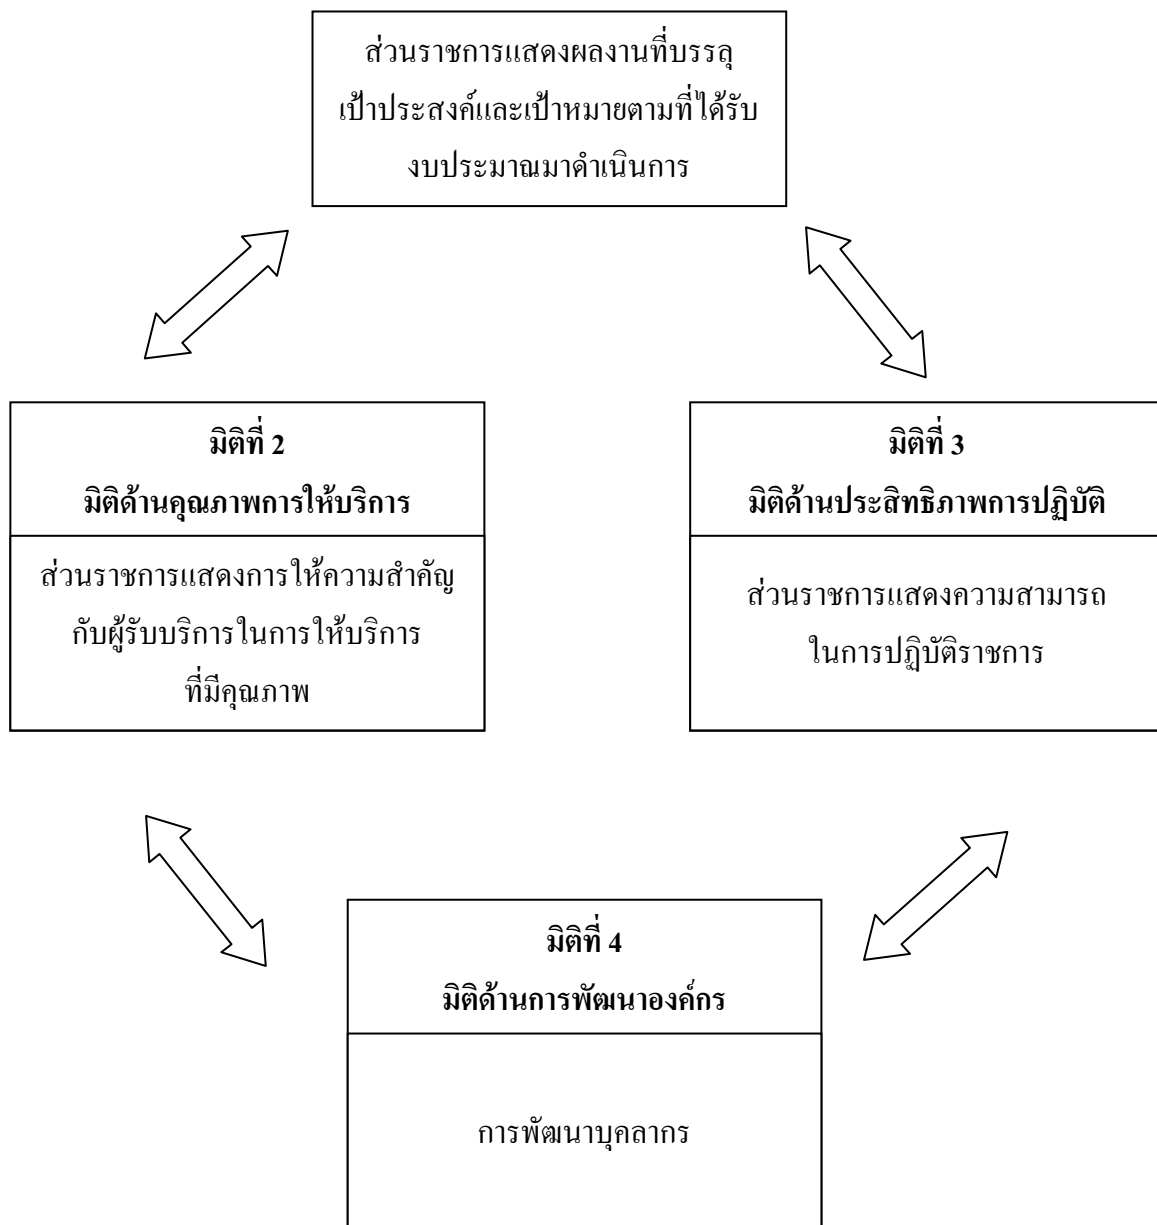 ส่วนราชการแสดงผลงานที่บรรลุ
เป้าประสงค์และเป้าหมายตามที่ได้รับ
งบประมาณมาดำเนินการ
มิติที่ 2
มิติด้านคุณภาพการให้บริการ
ส่วนราชการแสดงการให้ความสำคัญ
กับผู้รับบริการในการให้บริการ
ที่มีคุณภาพ
มิติที่ 3
มิติด้านประสิทธิภาพการปฏิบัติ
ส่วนราชการแสดงความสามารถ
ในการปฏิบัติราชการ
มิติที่ 4
มิติด้านการพัฒนาองค์กร
การพัฒนาบุคลากร